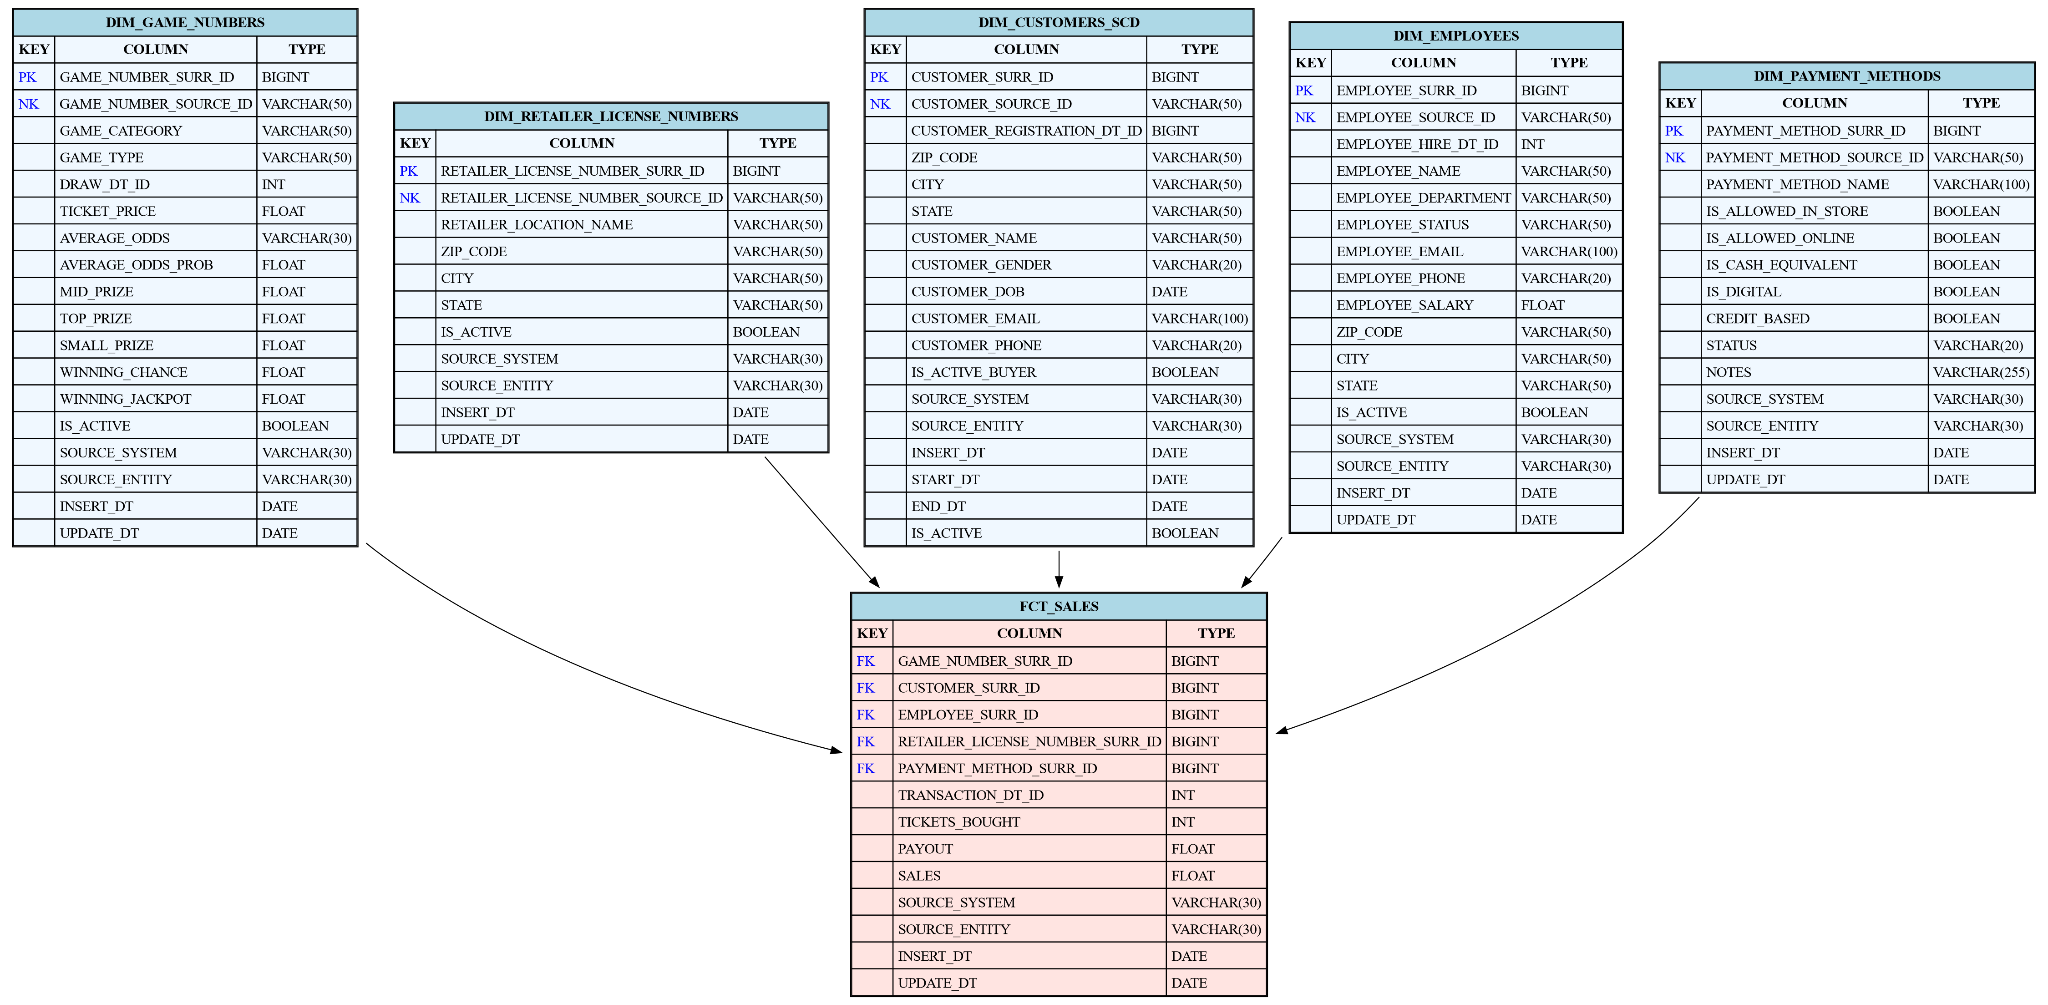 DIM_GAME_NUMBERS
KEY COLUMN TYPE
PK GAME_NUMBER_SURR_ID BIGINT
NK GAME_NUMBER_SOURCE_ID VARCHAR(50)
GAME_CATEGORY VARCHAR(50)
GAME_TYPE VARCHAR(50)
DRAW_DT_ID INT
TICKET_PRICE FLOAT
AVERAGE_ODDS VARCHAR(30)
AVERAGE_ODDS_PROB FLOAT
MID_PRIZE FLOAT
TOP_PRIZE FLOAT
SMALL_PRIZE FLOAT
WINNING_CHANCE FLOAT
WINNING_JACKPOT FLOAT
IS_ACTIVE BOOLEAN
SOURCE_SYSTEM VARCHAR(30)
SOURCE_ENTITY VARCHAR(30)
INSERT_DT DATE
UPDATE_DT DATE
DIM_RETAILER_LICENSE_NUMBERS
KEY COLUMN TYPE
PK RETAILER_LICENSE_NUMBER_SURR_ID BIGINT
NK RETAILER_LICENSE_NUMBER_SOURCE_ID VARCHAR(50)
RETAILER_LOCATION_NAME VARCHAR(50)
ZIP_CODE VARCHAR(50)
CITY VARCHAR(50)
STATE VARCHAR(50)
IS_ACTIVE BOOLEAN
SOURCE_SYSTEM VARCHAR(30)
SOURCE_ENTITY VARCHAR(30)
INSERT_DT DATE
UPDATE_DT DATE
DIM_CUSTOMERS_SCD
KEY COLUMN TYPE
PK CUSTOMER_SURR_ID BIGINT
NK CUSTOMER_SOURCE_ID VARCHAR(50)
CUSTOMER_REGISTRATION_DT_ID BIGINT
ZIP_CODE VARCHAR(50)
CITY VARCHAR(50)
STATE VARCHAR(50)
CUSTOMER_NAME VARCHAR(50)
CUSTOMER_GENDER VARCHAR(20)
CUSTOMER_DOB DATE
CUSTOMER_EMAIL VARCHAR(100)
CUSTOMER_PHONE VARCHAR(20)
IS_ACTIVE_BUYER BOOLEAN
SOURCE_SYSTEM VARCHAR(30)
SOURCE_ENTITY VARCHAR(30)
INSERT_DT DATE
START_DT DATE
END_DT DATE
IS_ACTIVE BOOLEAN
DIM_EMPLOYEES
KEY COLUMN TYPE
PK EMPLOYEE_SURR_ID BIGINT
NK EMPLOYEE_SOURCE_ID VARCHAR(50)
EMPLOYEE_HIRE_DT_ID INT
EMPLOYEE_NAME VARCHAR(50)
EMPLOYEE_DEPARTMENT VARCHAR(50)
EMPLOYEE_STATUS VARCHAR(50)
EMPLOYEE_EMAIL VARCHAR(100)
EMPLOYEE_PHONE VARCHAR(20)
EMPLOYEE_SALARY FLOAT
ZIP_CODE VARCHAR(50)
CITY VARCHAR(50)
STATE VARCHAR(50)
IS_ACTIVE BOOLEAN
SOURCE_SYSTEM VARCHAR(30)
SOURCE_ENTITY VARCHAR(30)
INSERT_DT DATE
UPDATE_DT DATE
DIM_PAYMENT_METHODS
KEY COLUMN TYPE
PK PAYMENT_METHOD_SURR_ID BIGINT
NK PAYMENT_METHOD_SOURCE_ID VARCHAR(50)
PAYMENT_METHOD_NAME VARCHAR(100)
IS_ALLOWED_IN_STORE BOOLEAN
IS_ALLOWED_ONLINE BOOLEAN
IS_CASH_EQUIVALENT BOOLEAN
IS_DIGITAL BOOLEAN
CREDIT_BASED BOOLEAN
STATUS VARCHAR(20)
NOTES VARCHAR(255)
SOURCE_SYSTEM VARCHAR(30)
SOURCE_ENTITY VARCHAR(30)
INSERT_DT DATE
UPDATE_DT DATE
FCT_SALES
KEY COLUMN TYPE
FK GAME_NUMBER_SURR_ID BIGINT
FK CUSTOMER_SURR_ID BIGINT
FK EMPLOYEE_SURR_ID BIGINT
FK RETAILER_LICENSE_NUMBER_SURR_ID BIGINT
FK PAYMENT_METHOD_SURR_ID BIGINT
TRANSACTION_DT_ID INT
TICKETS_BOUGHT INT
PAYOUT FLOAT
SALES FLOAT
SOURCE_SYSTEM VARCHAR(30)
SOURCE_ENTITY VARCHAR(30)
INSERT_DT DATE
UPDATE_DT DATE